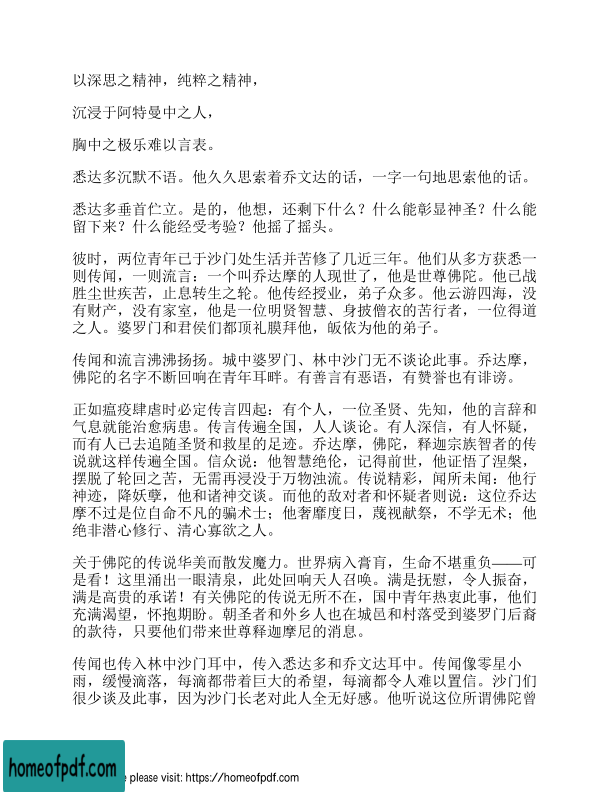 以深思之精神，纯粹之精神，
沉浸于阿特曼中之人，
胸中之极乐难以言表。
悉达多沉默不语。他久久思索着乔文达的话，一字一句地思索他的话。
悉达多垂首伫立。是的，他想，还剩下什么？什么能彰显神圣？什么能
留下来？什么能经受考验？他摇了摇头。
彼时，两位青年已于沙门处生活并苦修了几近三年。他们从多方获悉一
则传闻，一则流言：一个叫乔达摩的人现世了，他是世尊佛陀。他已战
胜尘世疾苦，止息转生之轮。他传经授业，弟子众多。他云游四海，没
有财产，没有家室，他是一位明贤智慧、身披僧衣的苦行者，一位得道
之人。婆罗门和君侯们都顶礼膜拜他，皈依为他的弟子。
传闻和流言沸沸扬扬。城中婆罗门、林中沙门无不谈论此事。乔达摩，
佛陀的名字不断回响在青年耳畔。有善言有恶语，有赞誉也有诽谤。
正如瘟疫肆虐时必定传言四起：有个人，一位圣贤、先知，他的言辞和
气息就能治愈病患。传言传遍全国，人人谈论。有人深信，有人怀疑，
而有人已去追随圣贤和救星的足迹。乔达摩，佛陀，释迦宗族智者的传
说就这样传遍全国。信众说：他智慧绝伦，记得前世，他证悟了涅槃，
摆脱了轮回之苦，无需再浸没于万物浊流。传说精彩，闻所未闻：他行
神迹，降妖孽，他和诸神交谈。而他的敌对者和怀疑者则说：这位乔达
摩不过是位自命不凡的骗术士；他奢靡度日，蔑视献祭，不学无术；他
绝非潜心修行、清心寡欲之人。
关于佛陀的传说华美而散发魔力。世界病入膏肓，生命不堪重负——可
是看！这里涌出一眼清泉，此处回响天人召唤。满是抚慰，令人振奋，
满是高贵的承诺！有关佛陀的传说无所不在，国中青年热衷此事，他们
充满渴望，怀抱期盼。朝圣者和外乡人也在城邑和村落受到婆罗门后裔
的款待，只要他们带来世尊释迦摩尼的消息。
传闻也传入林中沙门耳中，传入悉达多和乔文达耳中。传闻像零星小
雨，缓慢滴落，每滴都带着巨大的希望，每滴都令人难以置信。沙门们
很少谈及此事，因为沙门长老对此人全无好感。他听说这位所谓佛陀曾
homeofpdf.com
please visit: https://homeofpdf.com